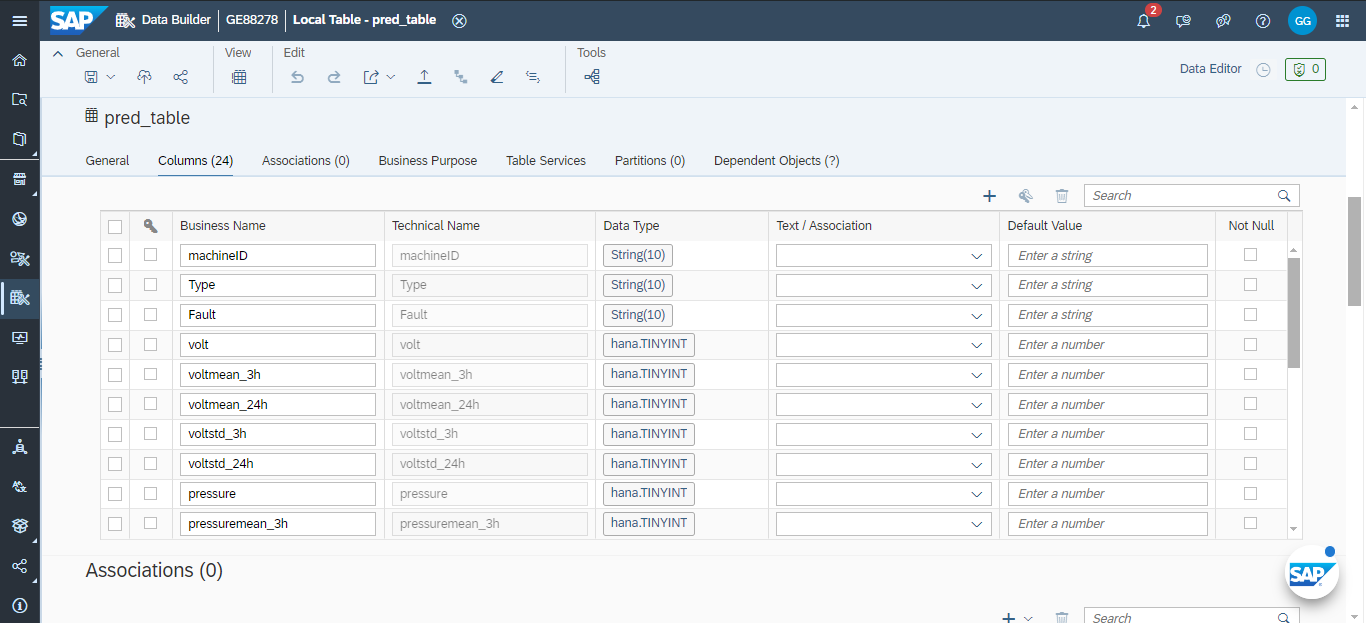 SAP Data Builder GE88278 Local Table - pred_table 2 GG
General View Edit Tools
Data Editor 0
pred_table
General Columns (24) Associations (0) Business Purpose Table Services Partitions (0) Dependent Objects (?)
Search
Business Name Technical Name Data Type Text / Association Default Value Not Null
machineID machineID String(10) Enter a string
Type Type String(10) Enter a string
Fault Fault String(10) Enter a string
volt volt hana.TINYINT Enter a number
voltmean_3h voltmean_3h hana.TINYINT Enter a number
voltmean_24h voltmean_24h hana.TINYINT Enter a number
voltstd_3h voltstd_3h hana.TINYINT Enter a number
voltstd_24h voltstd_24h hana.TINYINT Enter a number
pressure pressure hana.TINYINT Enter a number
pressuremean_3h pressuremean_3h hana.TINYINT Enter a number
Associations (0)
SAP
Search